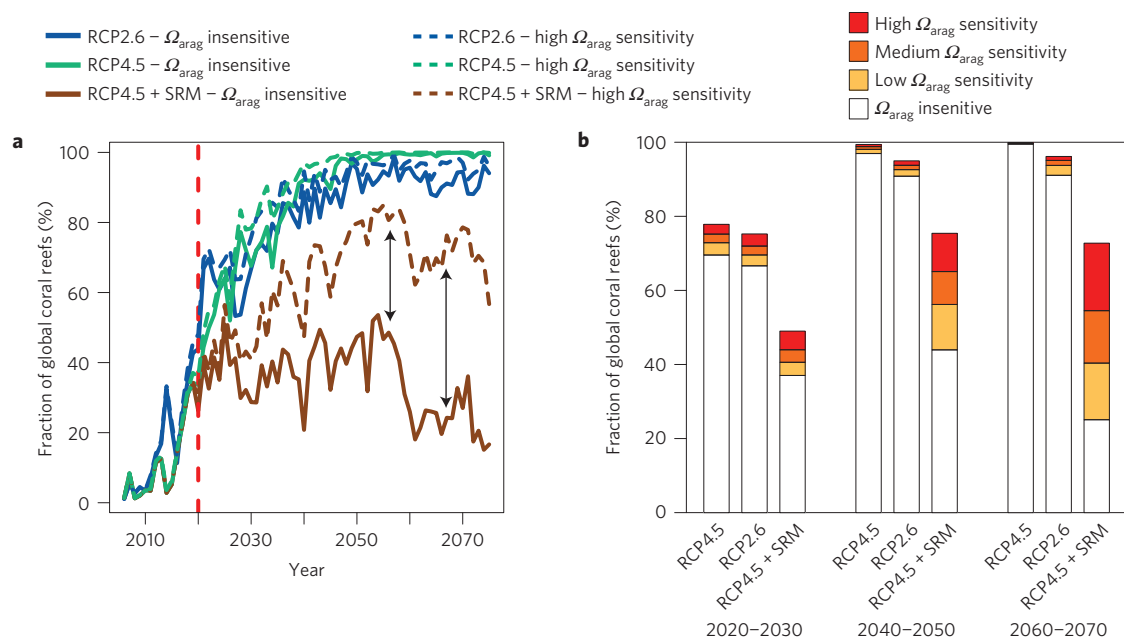 RCP2.6 – Ωarag insensitive
RCP4.5 – Ωarag insensitive
RCP4.5 + SRM – Ωarag insensitive
RCP2.6 – high Ωarag sensitivity
RCP4.5 – high Ωarag sensitivity
RCP4.5 + SRM – high Ωarag sensitivity
High Ωarag sensitivity
Medium Ωarag sensitivity
Low Ωarag sensitivity
Ωarag insenitive
a
Fraction of global coral reefs (%)
100
80
60
40
20
0
2010
2030
2050
2070
Year
b
Fraction of global coral reefs (%)
100
80
60
40
20
0
RCP4.5
RCP2.6
RCP4.5 + SRM
RCP4.5
RCP2.6
RCP4.5 + SRM
RCP4.5
RCP2.6
RCP4.5 + SRM
2020–2030
2040–2050
2060–2070